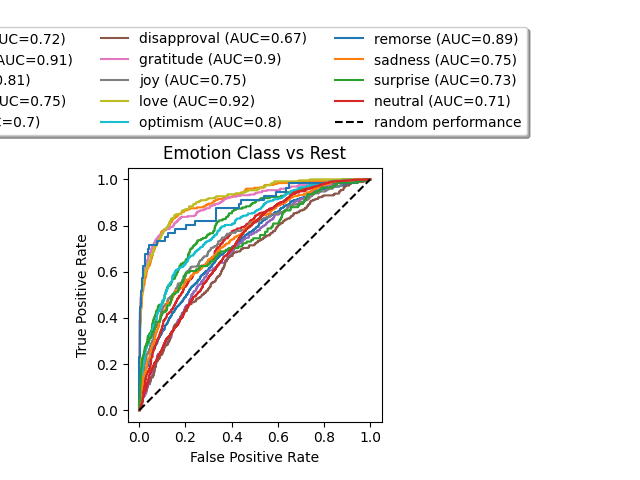 UC=0.72)
UC=0.91)
0.81)
UC=0.75)
=0.7)
disapproval (AUC=0.67)
gratitude (AUC=0.9)
joy (AUC=0.75)
love (AUC=0.92)
optimism (AUC=0.8)
remorse (AUC=0.89)
sadness (AUC=0.75)
surprise (AUC=0.73)
neutral (AUC=0.71)
random performance
Emotion Class vs Rest
True Positive Rate
1.0
0.8
0.6
0.4
0.2
0.0
0.0 0.2 0.4 0.6 0.8 1.0
False Positive Rate